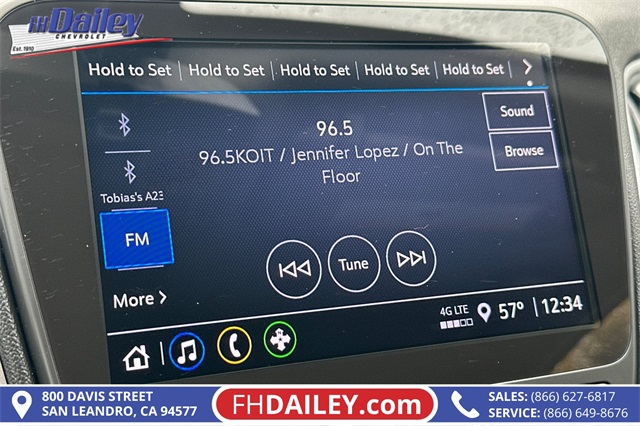 FHDailey
CHEVROLET
Est. 1910
Hold to Set Hold to Set Hold to Set Hold to Set Hold to Set >
96.5
Sound
96.5KOIT / Jennifer Lopez / On The
Floor
Browse
Tobias's A23
FM
Tune
More >
4G LTE 57° 12:34
800 DAVIS STREET
SAN LEANDRO, CA 94577
FHDAILEY.com
SALES: (866) 627-6817
SERVICE: (866) 649-8676